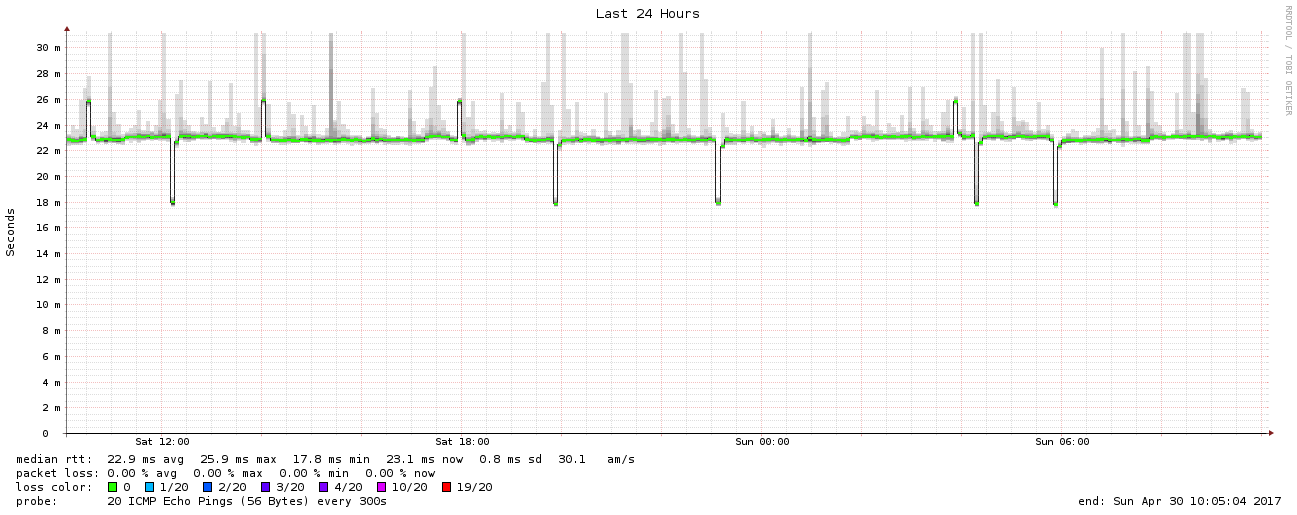 Last 24 Hours
RRDTOOL / TOBI OETIKER
Seconds
30 m
28 m
26 m
24 m
22 m
20 m
18 m
16 m
14 m
12 m
10 m
8 m
6 m
4 m
2 m
0
Sat 12:00 Sat 18:00 Sun 00:00 Sun 06:00
median rtt: 22.9 ms avg 25.9 ms max 17.8 ms min 23.1 ms now 0.8 ms sd 30.1 am/s
packet loss: 0.00 % avg 0.00 % max 0.00 % min 0.00 % now
loss color: 0 1/20 2/20 3/20 4/20 10/20 19/20
probe: 20 ICMP Echo Pings (56 Bytes) every 300s end: Sun Apr 30 10:05:04 2017